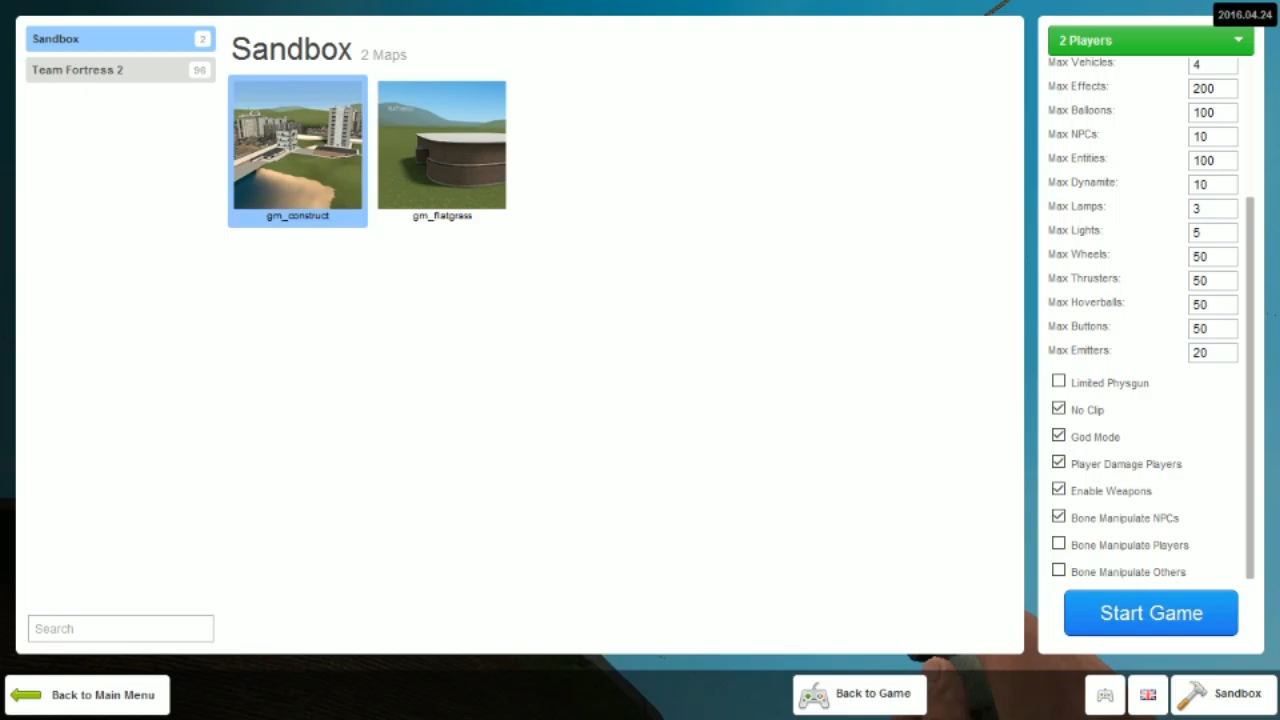 2016.04.24
Sandbox 2
Team Fortress 2 96
Sandbox 2 Maps
gm_construct
gm_flatgrass
Search
2 Players
Max Vehicles: 4
Max Effects: 200
Max Balloons: 100
Max NPCs: 10
Max Entities: 100
Max Dynamite: 10
Max Lamps: 3
Max Lights: 5
Max Wheels: 50
Max Thrusters: 50
Max Hoverballs: 50
Max Buttons: 50
Max Emitters: 20
Limited Physgun
No Clip
God Mode
Player Damage Players
Enable Weapons
Bone Manipulate NPCs
Bone Manipulate Players
Bone Manipulate Others
Start Game
Back to Main Menu
Back to Game
Sandbox